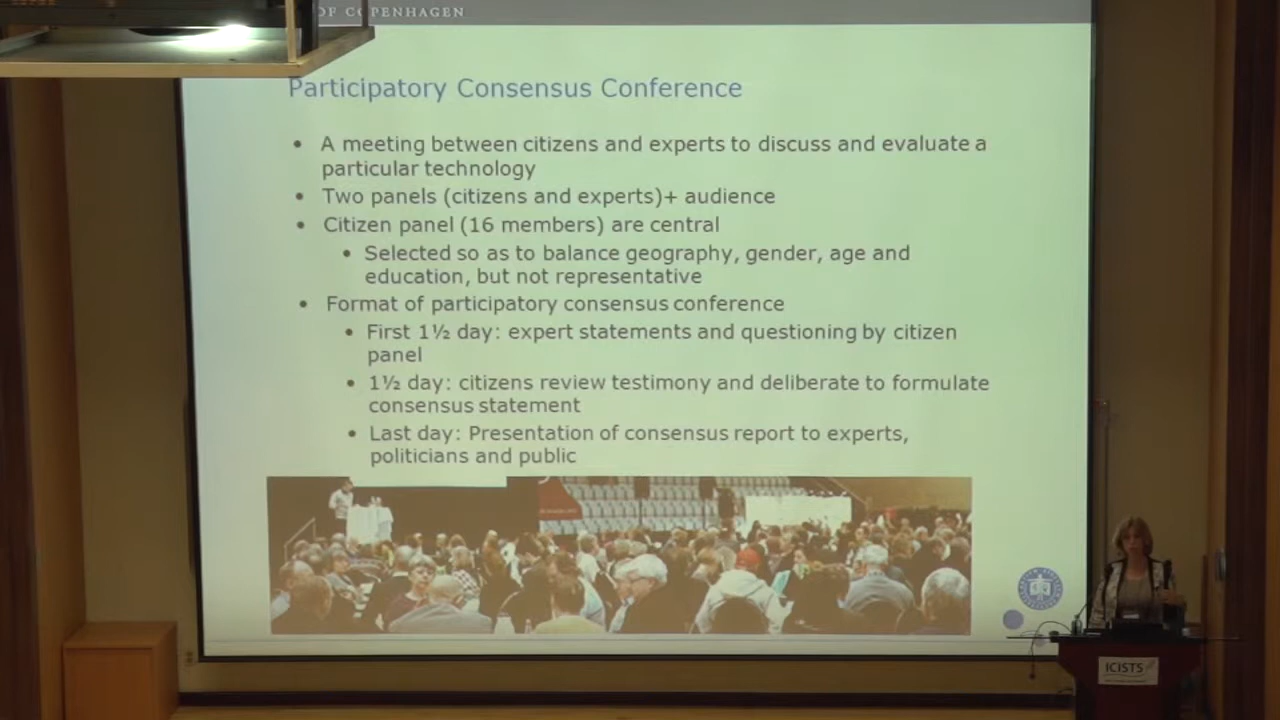 OF COPENHAGEN
Participatory Consensus Conference
• A meeting between citizens and experts to discuss and evaluate a
particular technology
• Two panels (citizens and experts)+ audience
• Citizen panel (16 members) are central
• Selected so as to balance geography, gender, age and
education, but not representative
• Format of participatory consensus conference
• First 1½ day: expert statements and questioning by citizen
panel
• 1½ day: citizens review testimony and deliberate to formulate
consensus statement
• Last day: Presentation of consensus report to experts,
politicians and public
ICISTS